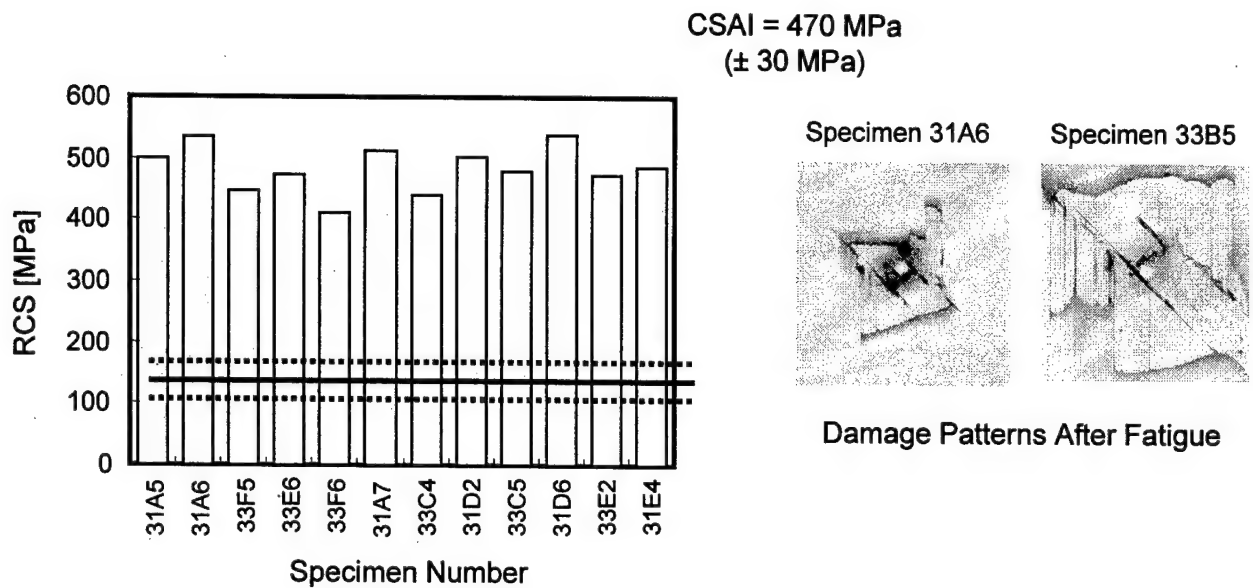 CSAI = 470 MPa
(± 30 MPa)
600
500
400
300
200
100
0
RCS [MPa]
31A5
31A6
33F5
33E6
33F6
31A7
33C4
31D2
33C5
31D6
33E2
31E4
Specimen Number
Specimen 31A6
Specimen 33B5
Damage Patterns After Fatigue